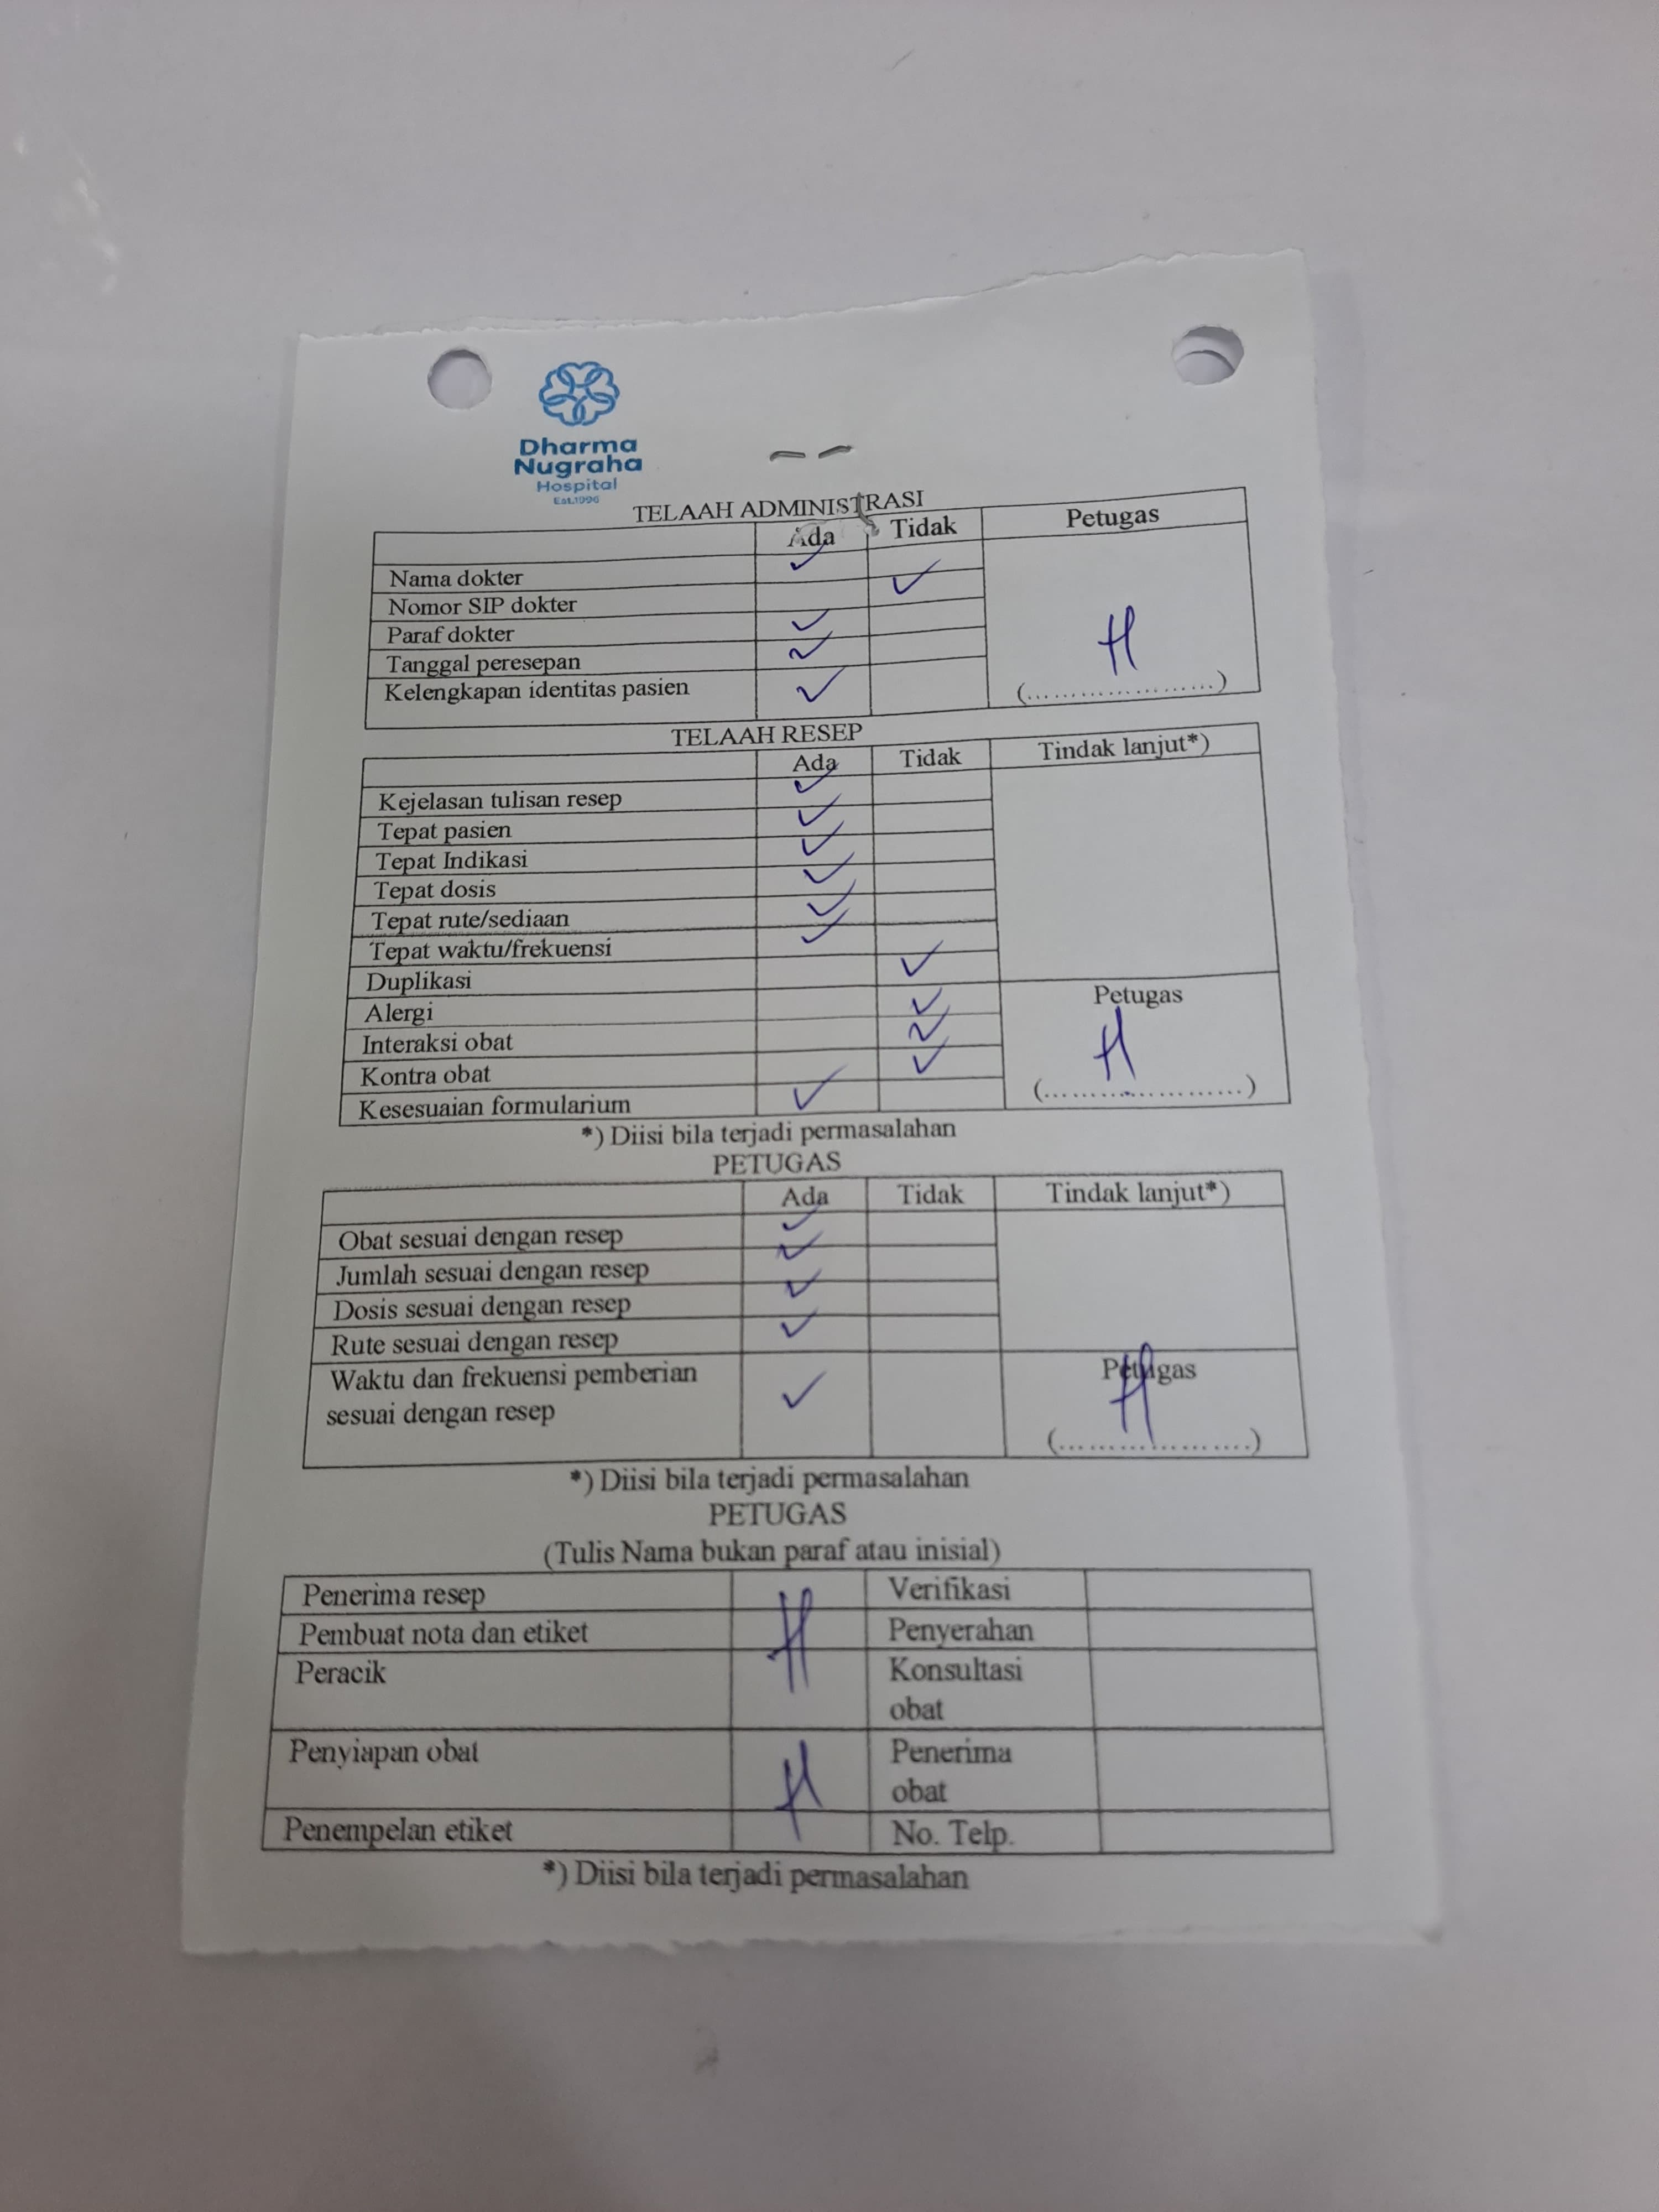 Dharma
Nugraha
Hospital
Est.1996
TELAAH ADMINISTRASI
Ada Tidak Petugas
Nama dokter ✓
Nomor SIP dokter ✓
Paraf dokter ✓
Tanggal peresepan ✓
Kelengkapan identitas pasien ✓ (.....................)
TELAAH RESEP
Ada Tidak Tindak lanjut*)
Kejelasan tulisan resep ✓
Tepat pasien ✓
Tepat Indikasi ✓
Tepat dosis ✓
Tepat rute/sediaan ✓
Tepat waktu/frekuensi ✓
Duplikasi ✓
Alergi ✓ Petugas
Interaksi obat ✓
Kontra obat ✓
Kesesuaian formularium ✓ (.....................)
*) Diisi bila terjadi permasalahan
PETUGAS
Ada Tidak Tindak lanjut*)
Obat sesuai dengan resep ✓
Jumlah sesuai dengan resep ✓
Dosis sesuai dengan resep ✓
Rute sesuai dengan resep ✓
Waktu dan frekuensi pemberian ✓ Petugas
sesuai dengan resep (.....................)
*) Diisi bila terjadi permasalahan
PETUGAS
(Tulis Nama bukan paraf atau inisial)
Penerima resep Verifikasi
Pembuat nota dan etiket Penyerahan
Peracik Konsultasi
obat
Penyiapan obat Penerima
obat
Penempelan etiket No. Telp.
*) Diisi bila terjadi permasalahan